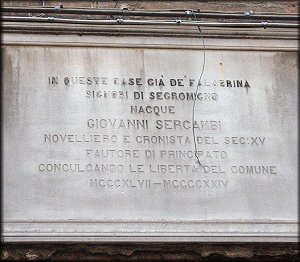 IN QUESTE CASE GIÀ DE' FALABRINA
SIGNORI DI SEGROMIGNO
NACQUE
GIOVANNI SERCAMBI
NOVELLIERO E CRONISTA DEL SEC: XV
FAUTORE DI PRINCIPATO
CONCULCANDO LE LIBERTÀ DEL COMUNE
MCCCXLVII — MCCCCXXIV